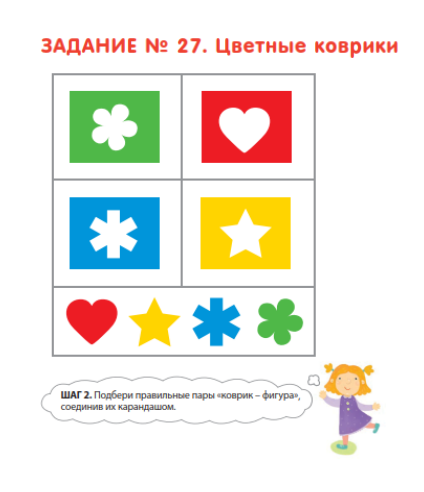 ЗАДАНИЕ № 27. Цветные коврики
ШАГ 2. Подбери правильные пары «коврик – фигура»,
соединив их карандашом.